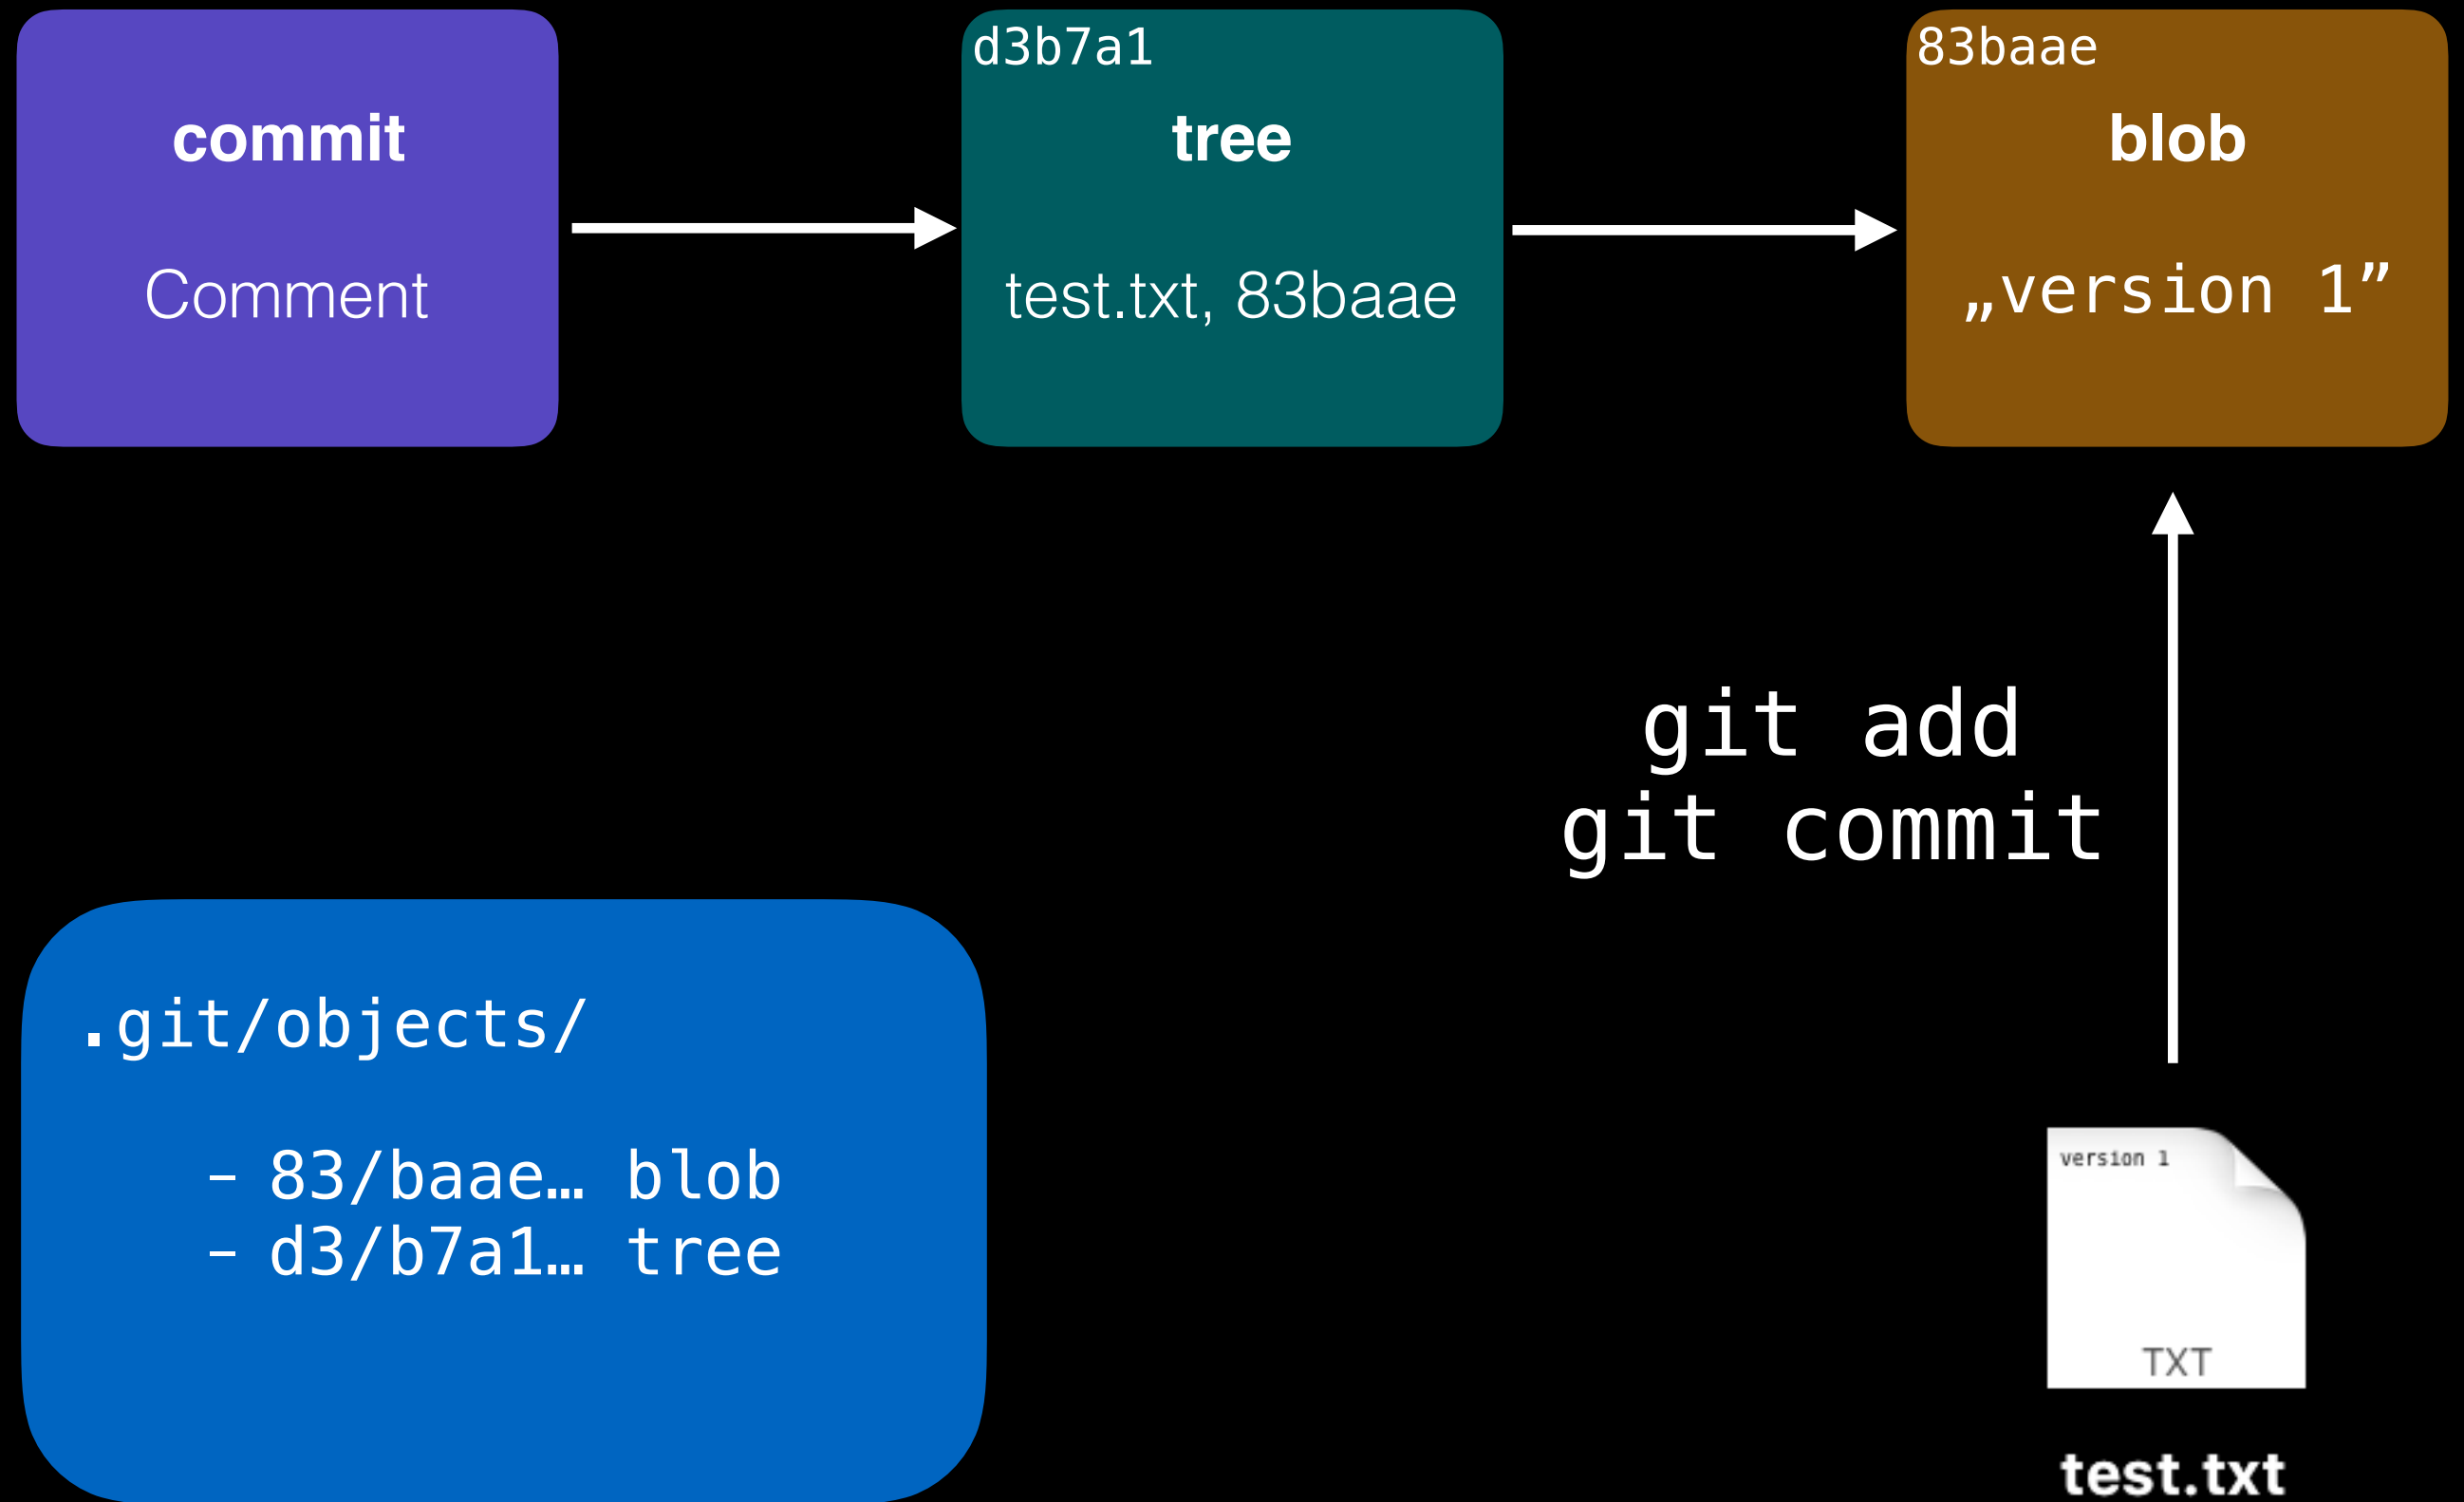 commit
Comment
d3b7a1
tree
test.txt, 83baae
83baae
blob
„version 1”
git add
git commit
.git/objects/
- 83/baae… blob
- d3/b7a1… tree
version 1
TXT
test.txt